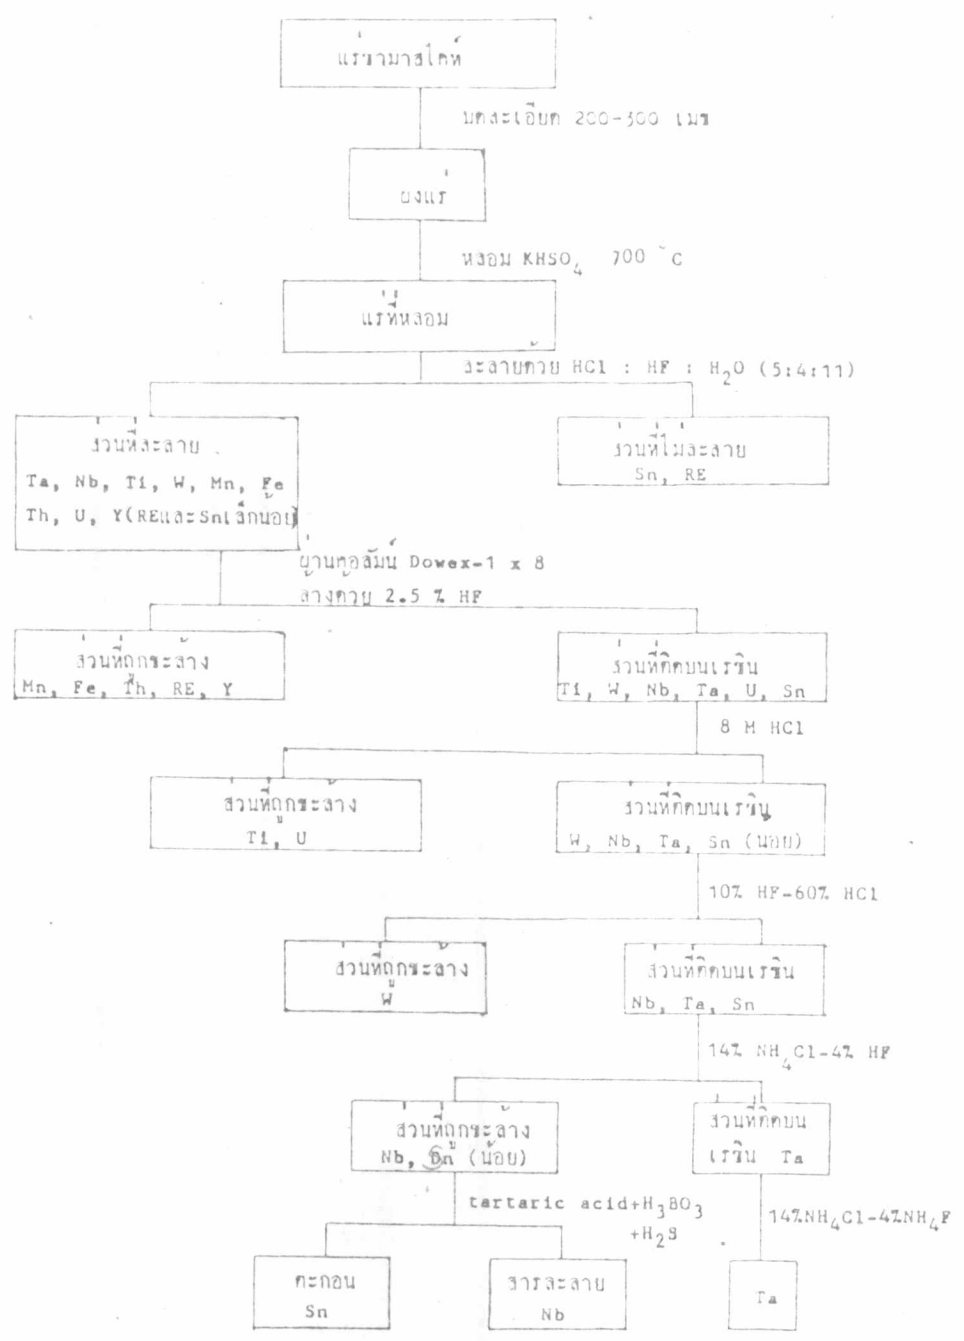 แร่ซามาสไกท์
บดละเอียด 200-300 เมช
ผงแร่
หลอม KHSO4 700 °C
แร่ที่หลอม
ละลายด้วย HCl : HF : H2O (5:4:11)
ส่วนที่ละลาย
Ta, Nb, Ti, W, Mn, Fe
Th, U, Y(REและSnเล็กน้อย)
ส่วนที่ไม่ละลาย
Sn, RE
ผ่านคอลัมน์ Dowex-1 x 8
ล้างด้วย 2.5 % HF
ส่วนที่ถูกชะล้าง
Mn, Fe, Th, RE, Y
ส่วนที่ติดบนเรซิน
Ti, W, Nb, Ta, U, Sn
8 M HCl
ส่วนที่ถูกชะล้าง
Ti, U
ส่วนที่ติดบนเรซิน
W, Nb, Ta, Sn (น้อย)
10% HF-60% HCl
ส่วนที่ถูกชะล้าง
W
ส่วนที่ติดบนเรซิน
Nb, Ta, Sn
14% NH4Cl-4% HF
ส่วนที่ถูกชะล้าง
Nb, Sn (น้อย)
ส่วนที่ติดบน
เรซิน Ta
tartaric acid+H3BO3
+H2S
14%NH4Cl-4%NH4F
ตะกอน
Sn
สารละลาย
Nb
Ta